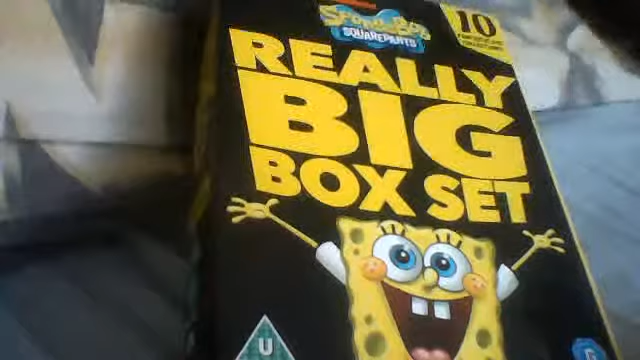 SpongeBob
SQUAREPANTS
10
REALLY
BIG
BOX SET
U